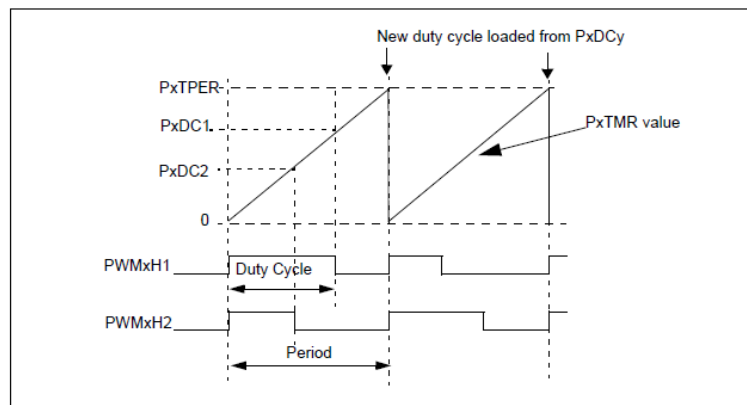 New duty cycle loaded from PxDCy
PxTPER
PxDC1
PxTMR value
PxDC2
0
PWMxH1
Duty Cycle
PWMxH2
Period